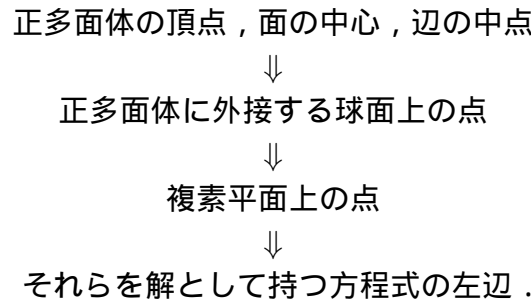 正多面体の頂点 , 面の中心 , 辺の中点
⇓
正多面体に外接する球面上の点
⇓
複素平面上の点
⇓
それらを解として持つ方程式の左辺 .